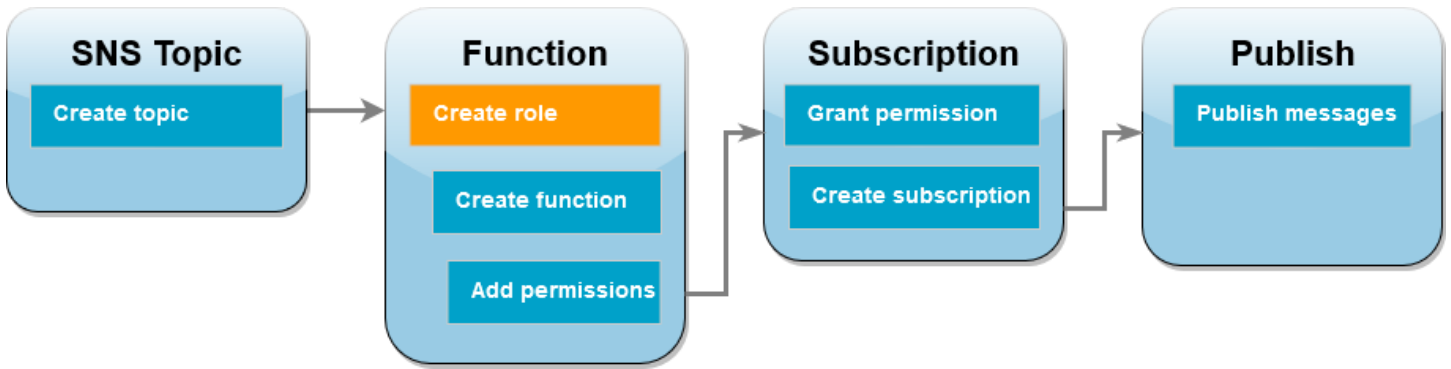 SNS Topic
Create topic
Function
Create role
Create function
Add permissions
Subscription
Grant permission
Create subscription
Publish
Publish messages